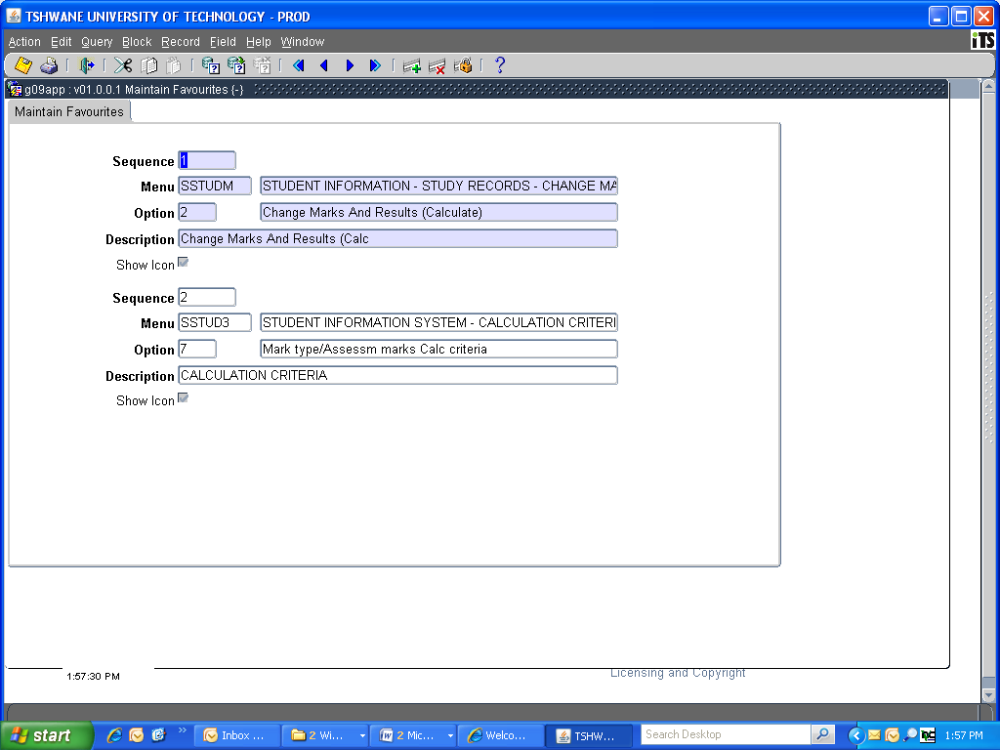 TSHWANE UNIVERSITY OF TECHNOLOGY - PROD
Action Edit Query Block Record Field Help Window
iTS
g09app : v01.0.0.1 Maintain Favourites {-}
Maintain Favourites
Sequence 1
Menu SSTUDM STUDENT INFORMATION - STUDY RECORDS - CHANGE MA
Option 2 Change Marks And Results (Calculate)
Description Change Marks And Results (Calc
Show Icon
Sequence 2
Menu SSTUD3 STUDENT INFORMATION SYSTEM - CALCULATION CRITERI
Option 7 Mark type/Assessm marks Calc criteria
Description CALCULATION CRITERIA
Show Icon
1:57:30 PM
Licensing and Copyright
start Inbox ... 2 Wi... 2 Mic... Welco... TSHW... Search Desktop 1:57 PM